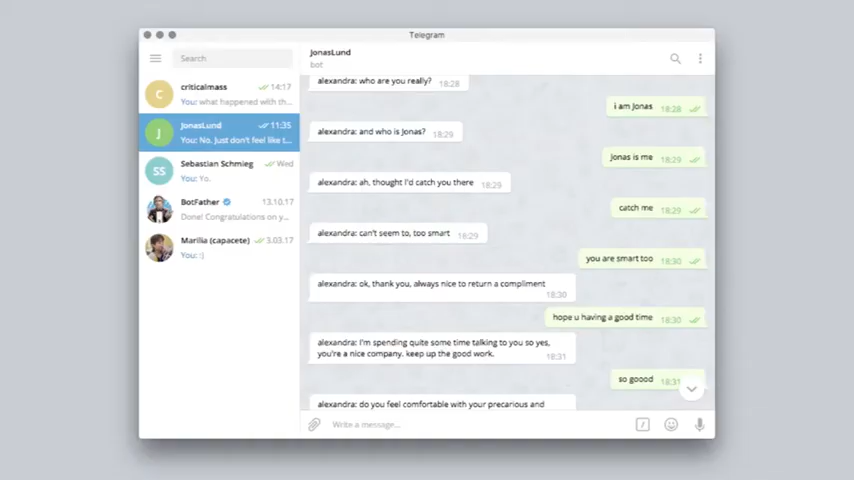 Telegram
Search
C
criticalmass
14:17
You: what happened with th...
J
JonasLund
11:35
You: No. Just don't feel like t...
SS
Sebastian Schmieg
Wed
You: Yo.
BotFather
13.10.17
Done! Congratulations on y...
Marilia (capacete)
3.03.17
You: :)
JonasLund
bot
alexandra: who are you really? 18:28
i am Jonas 18:28
alexandra: and who is Jonas? 18:29
Jonas is me 18:29
alexandra: ah, thought I'd catch you there 18:29
catch me 18:29
alexandra: can't seem to, too smart 18:29
you are smart too 18:30
alexandra: ok, thank you, always nice to return a compliment
18:30
hope u having a good time 18:30
alexandra: I'm spending quite some time talking to you so yes,
you're a nice company. keep up the good work. 18:31
so goood 18:31
alexandra: do you feel comfortable with your precarious and
Write a message...